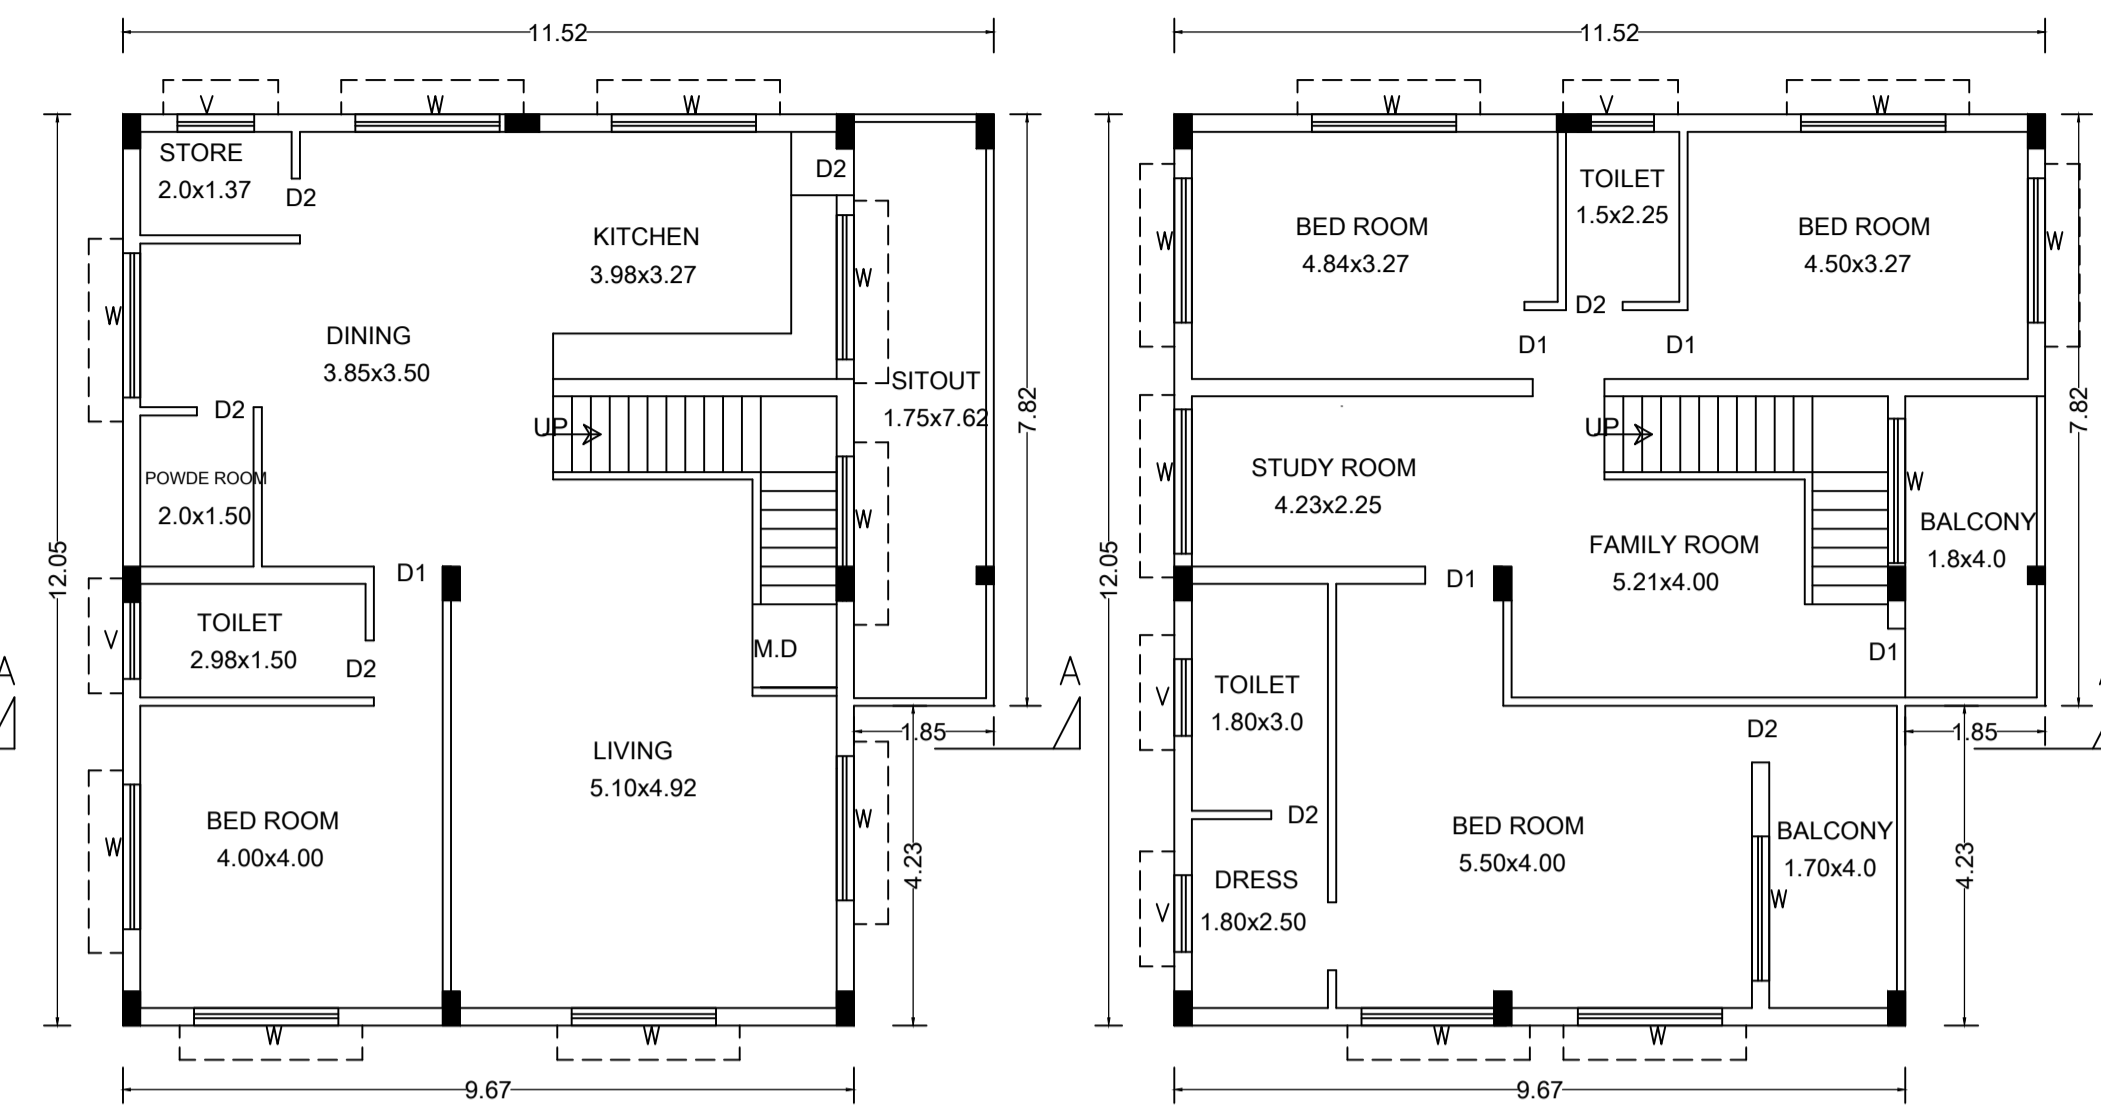 11.52
V
W
W
STORE
2.0x1.37
D2
D2
KITCHEN
3.98x3.27
W
W
DINING
3.85x3.50
SITOUT
1.75x7.62
7.82
D2
UP
POWDE ROOM
2.0x1.50
W
12.05
D1
TOILET
2.98x1.50
V
D2
M.D
A
A
LIVING
5.10x4.92
1.85
BED ROOM
4.00x4.00
W
W
4.23
W
W
9.67
11.52
W
V
W
TOILET
1.5x2.25
BED ROOM
4.84x3.27
BED ROOM
4.50x3.27
W
W
D2
D1
D1
7.82
UP
STUDY ROOM
4.23x2.25
W
W
BALCONY
1.8x4.0
FAMILY ROOM
5.21x4.00
12.05
D1
D1
TOILET
1.80x3.0
V
D2
1.85
D2
BED ROOM
5.50x4.00
BALCONY
1.70x4.0
4.23
DRESS
1.80x2.50
V
W
W
W
9.67